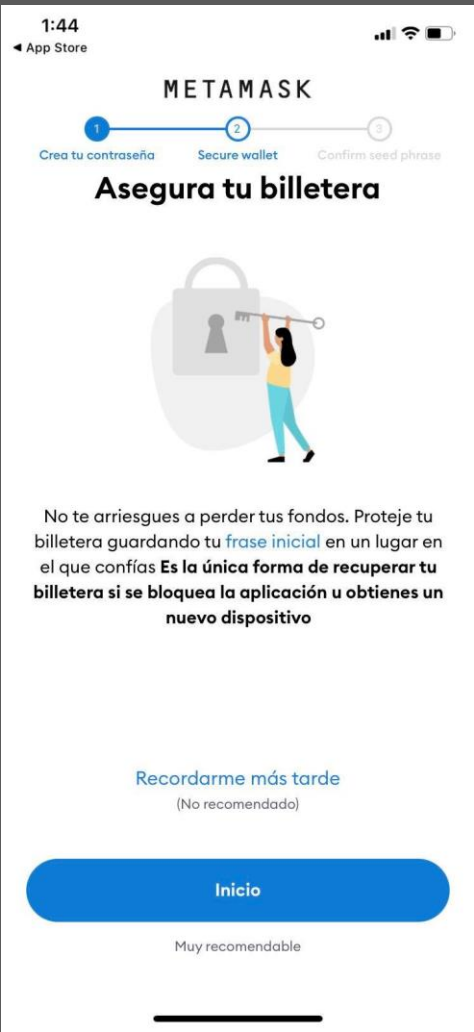 1:44
◀ App Store
METAMASK
1 2 3
Crea tu contraseña Secure wallet Confirm seed phrase
Asegura tu billetera
No te arriesgues a perder tus fondos. Proteje tu
billetera guardando tu frase inicial en un lugar en
el que confías Es la única forma de recuperar tu
billetera si se bloquea la aplicación u obtienes un
nuevo dispositivo
Recordarme más tarde
(No recomendado)
Inicio
Muy recomendable